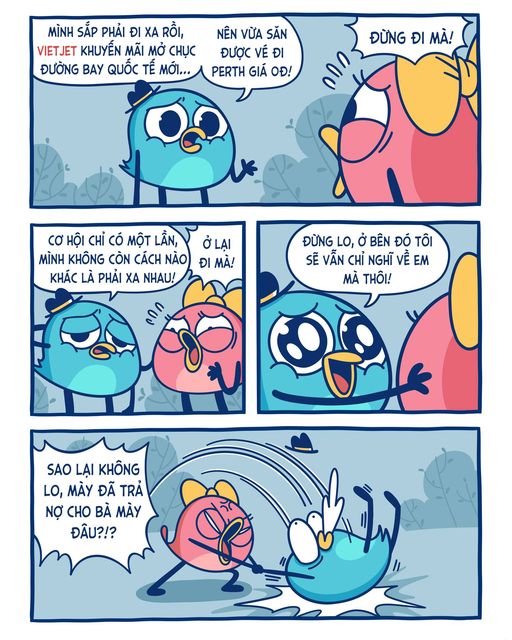 MÌNH SẮP PHẢI ĐI XA RỒI,
VIETJET KHUYẾN MÃI MỞ CHỤC
ĐƯỜNG BAY QUỐC TẾ MỚI...
NÊN VỪA SĂN
ĐƯỢC VÉ ĐI
PERTH GIÁ 0Đ!
ĐỪNG ĐI MÀ!
CƠ HỘI CHỈ CÓ MỘT LẦN,
MÌNH KHÔNG CÒN CÁCH NÀO
KHÁC LÀ PHẢI XA NHAU!
Ở LẠI
ĐI MÀ!
ĐỪNG LO, Ở BÊN ĐÓ TÔI
SẼ VẪN CHỈ NGHĨ VỀ EM
MÀ THÔI!
SAO LẠI KHÔNG
LO, MÀY ĐÃ TRẢ
NỢ CHO BÀ MÀY
ĐÂU?!?